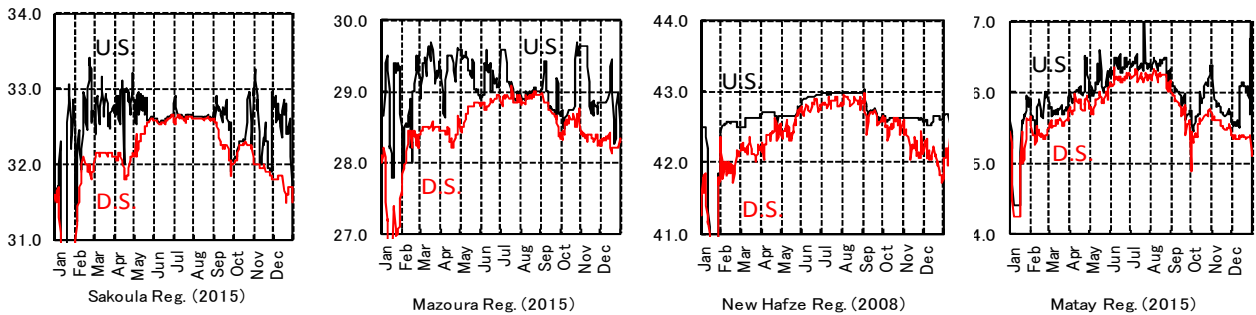 34.0
33.0
32.0
31.0
U.S.
D.S.
Jan Feb Mar Apr May Jun Jul Aug Sep Oct Nov Dec
Sakoula Reg. (2015)
30.0
29.0
28.0
27.0
U.S.
D.S.
Jan Feb Mar Apr May Jun Jul Aug Sep Oct Nov Dec
Mazoura Reg. (2015)
44.0
43.0
42.0
41.0
U.S
D.S.
Jan Feb Mar Apr May Jun Jul Aug Sep Oct Nov Dec
New Hafze Reg. (2008)
7.0
6.0
5.0
4.0
U.S
D.S.
Jan Feb Mar Apr May Jun Jul Aug Sep Oct Nov Dec
Matay Reg. (2015)